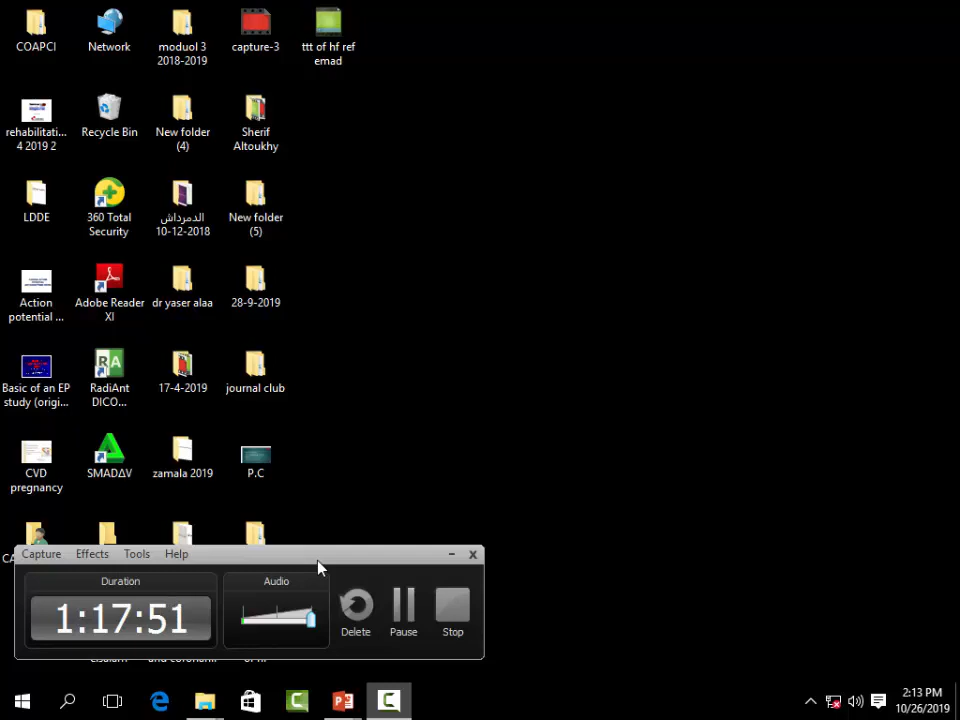 COAPCI
Network
moduol 3
2018-2019
capture-3
ttt of hf ref
emad
rehabilitati...
4 2019 2
Recycle Bin
New folder
(4)
Sherif
Altoukhy
LDDE
360 Total
Security
الدمرداش
10-12-2018
New folder
(5)
Action
potential ...
Adobe Reader
XI
dr yaser alaa
28-9-2019
Basic of an EP
study (origi...
RadiAnt
DICO...
17-4-2019
journal club
CVD
pregnancy
SMADΔV
zamala 2019
P.C
Capture
Effects
Tools
Help
Duration
Audio
1:17:51
Delete
Pause
Stop
2:13 PM
10/26/2019